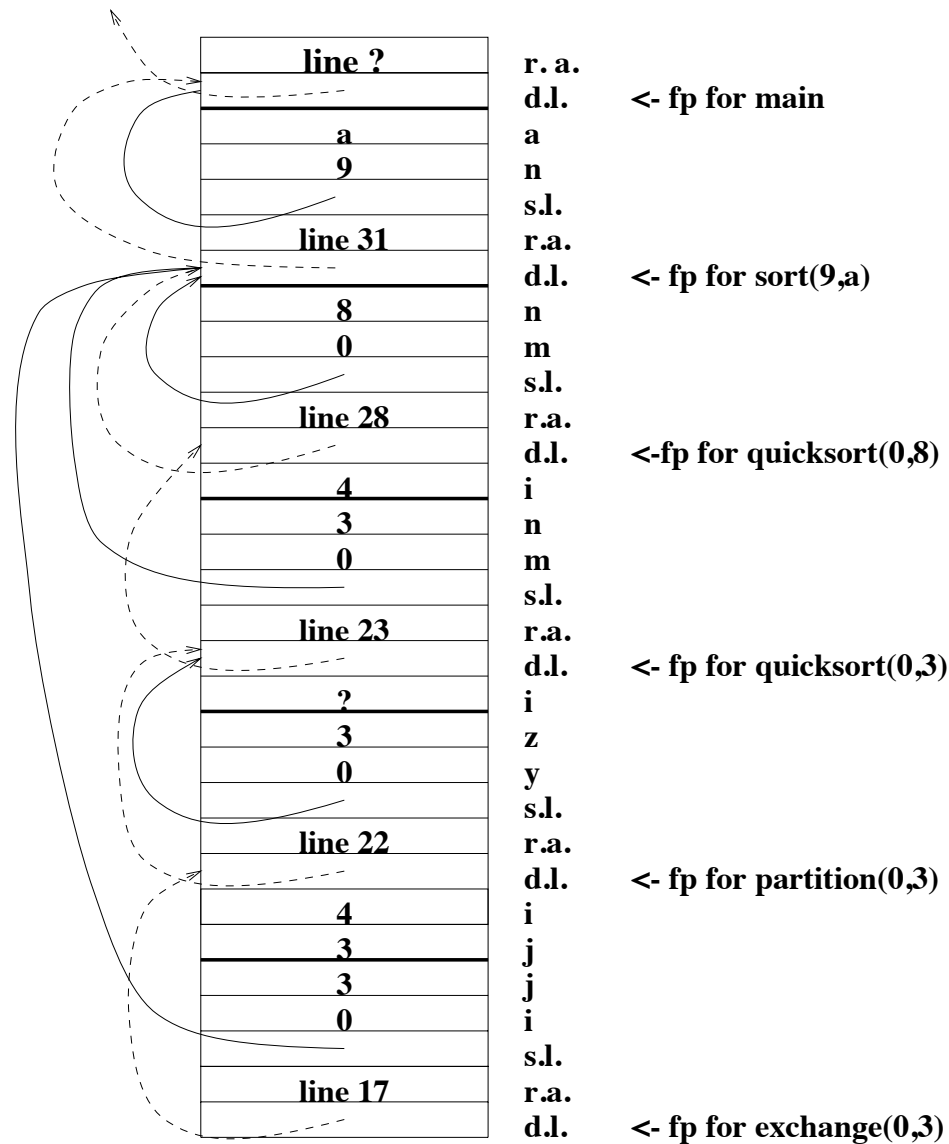 line ? r. a.
d.l. <- fp for main
a a
9 n
s.l.
line 31 r.a.
d.l. <- fp for sort(9,a)
8 n
0 m
s.l.
line 28 r.a.
d.l. <-fp for quicksort(0,8)
4 i
3 n
0 m
s.l.
line 23 r.a.
d.l. <- fp for quicksort(0,3)
? i
3 z
0 y
s.l.
line 22 r.a.
d.l. <- fp for partition(0,3)
4 i
3 j
3 j
0 i
s.l.
line 17 r.a.
d.l. <- fp for exchange(0,3)